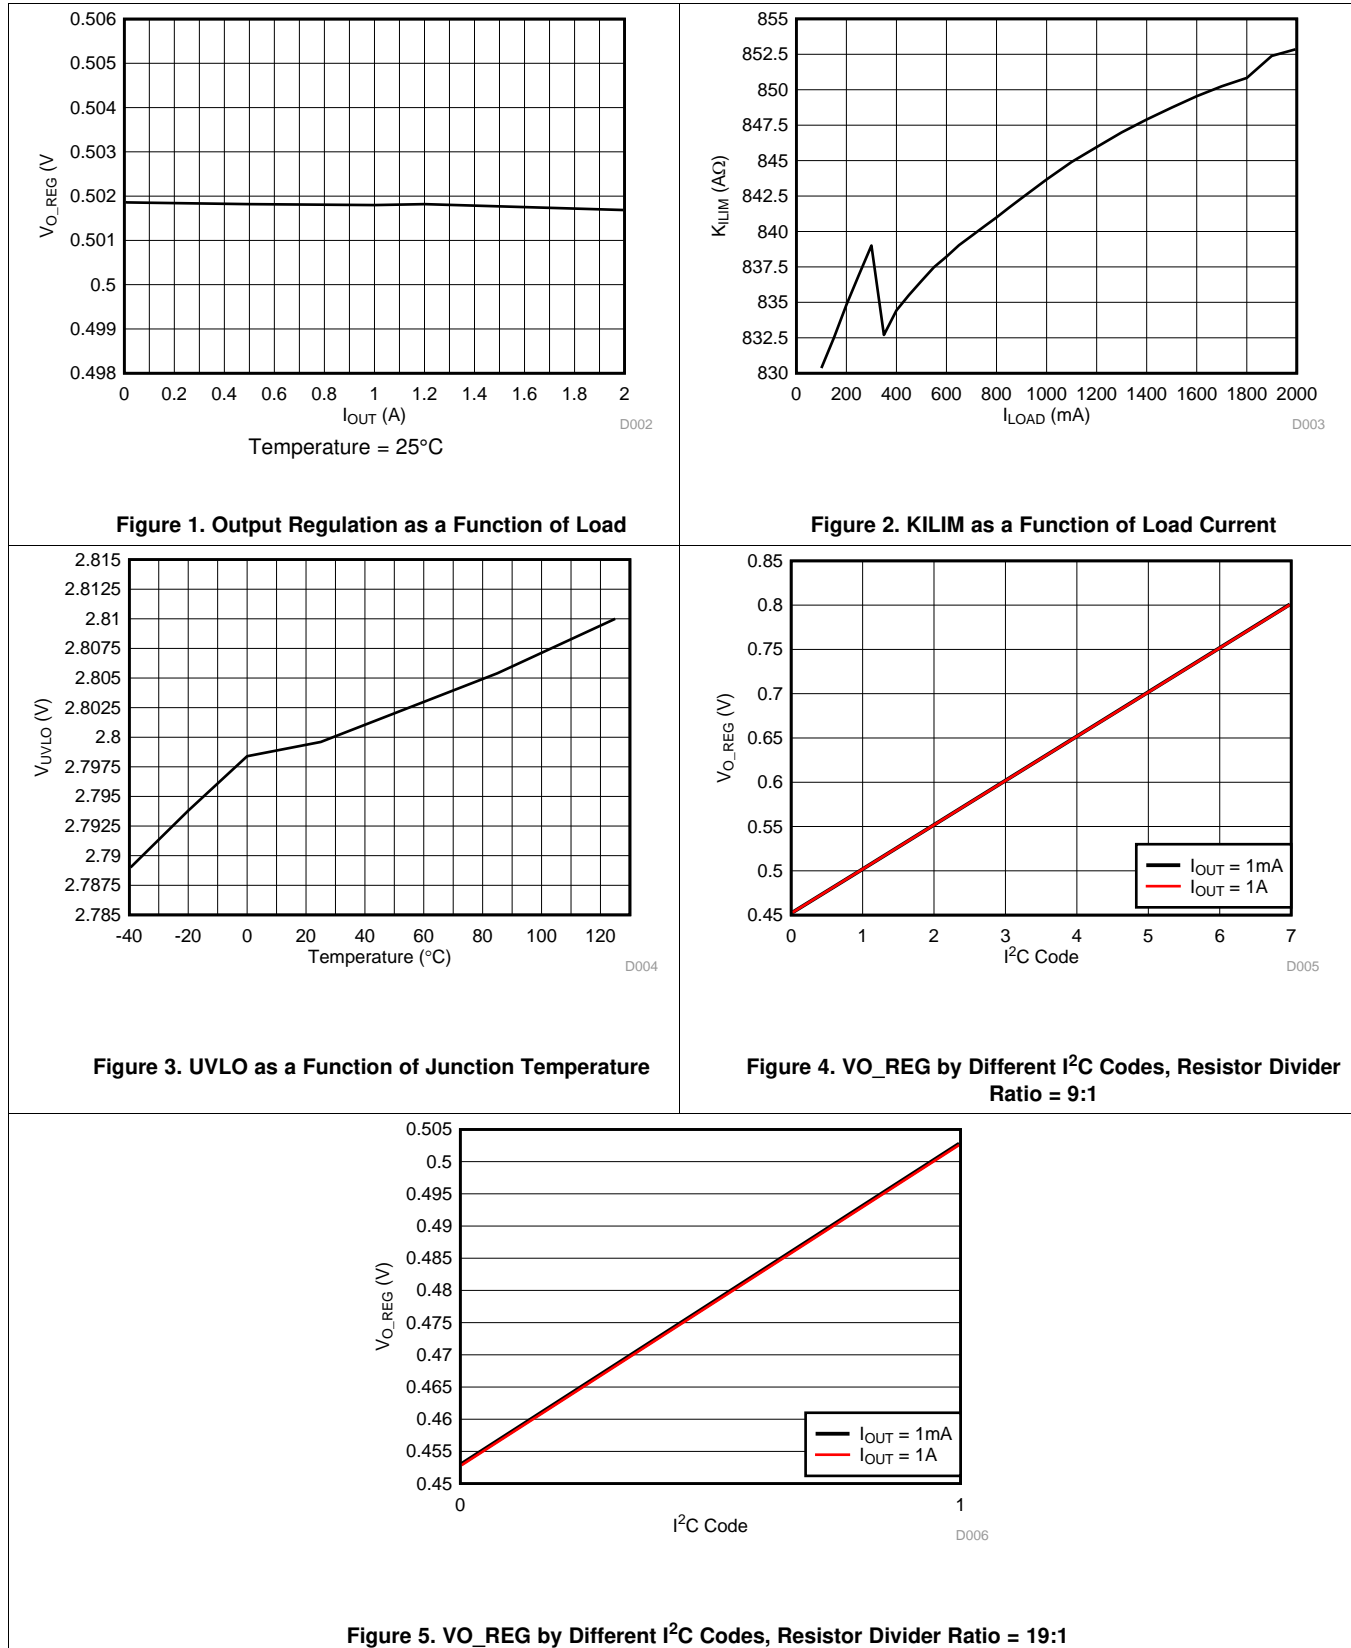 0.506
0.505
0.504
0.503
0.502
0.501
0.5
0.499
0.498
V_O_REG (V
0 0.2 0.4 0.6 0.8 1 1.2 1.4 1.6 1.8 2
I_OUT (A)
D002
Temperature = 25°C
Figure 1. Output Regulation as a Function of Load
855
852.5
850
847.5
845
842.5
840
837.5
835
832.5
830
K_ILIM (AΩ)
0 200 400 600 800 1000 1200 1400 1600 1800 2000
I_LOAD (mA)
D003
Figure 2. KILIM as a Function of Load Current
2.815
2.8125
2.81
2.8075
2.805
2.8025
2.8
2.7975
2.795
2.7925
2.79
2.7875
2.785
V_UVLO (V)
-40 -20 0 20 40 60 80 100 120
Temperature (°C)
D004
Figure 3. UVLO as a Function of Junction Temperature
0.85
0.8
0.75
0.7
0.65
0.6
0.55
0.5
0.45
V_O_REG (V)
I_OUT = 1mA
I_OUT = 1A
0 1 2 3 4 5 6 7
I²C Code
D005
Figure 4. VO_REG by Different I²C Codes, Resistor Divider
Ratio = 9:1
0.505
0.5
0.495
0.49
0.485
0.48
0.475
0.47
0.465
0.46
0.455
0.45
V_O_REG (V)
I_OUT = 1mA
I_OUT = 1A
0 1
I²C Code
D006
Figure 5. VO_REG by Different I²C Codes, Resistor Divider Ratio = 19:1